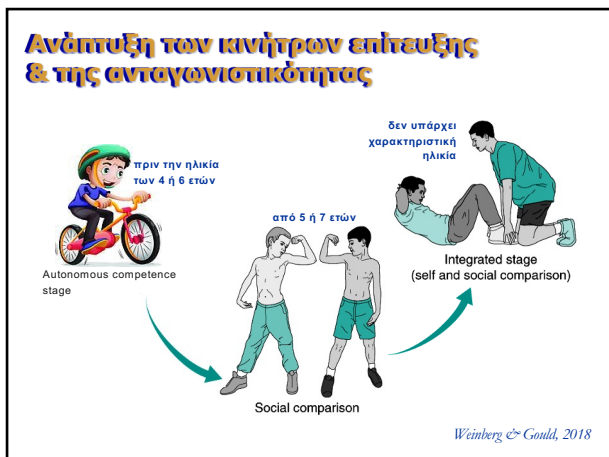 Ανάπτυξη των κινήτρων επίτευξης
& της ανταγωνιστικότητας
πριν την ηλικία
των 4 ή 6 ετών
Autonomous competence
stage
από 5 ή 7 ετών
Social comparison
δεν υπάρχει
χαρακτηριστική
ηλικία
Integrated stage
(self and social comparison)
Weinberg & Gould, 2018